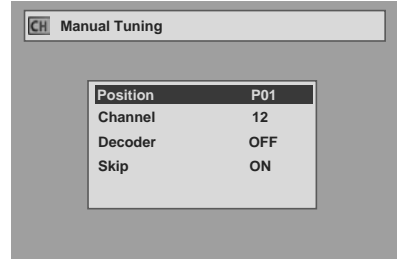 CH Manual Tuning
Position P01
Channel 12
Decoder OFF
Skip ON